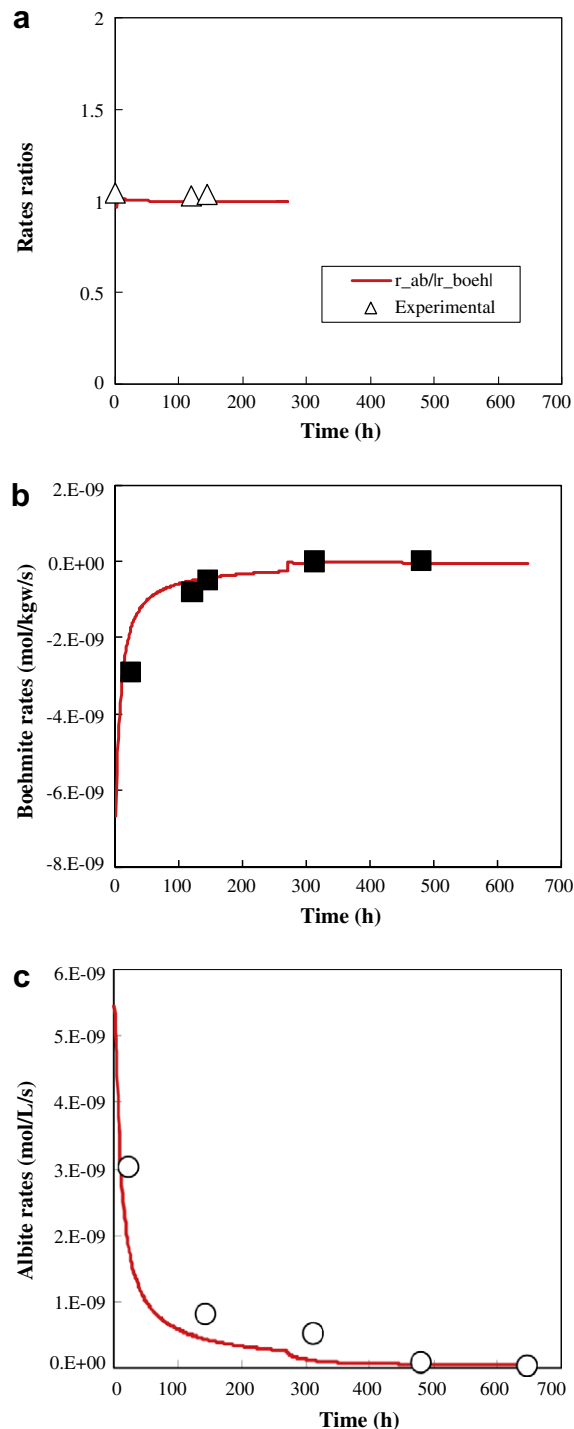 a
2
1.5
1
0.5
0
Rates ratios
r_ab/|r_boehl
Experimental
0 100 200 300 400 500 600 700
Time (h)
b
2.E-09
0.E+00
-2.E-09
-4.E-09
-6.E-09
-8.E-09
Boehmite rates (mol/kgw/s)
0 100 200 300 400 500 600 700
Time (h)
c
6.E-09
5.E-09
4.E-09
3.E-09
2.E-09
1.E-09
0.E+00
Albite rates (mol/L/s)
0 100 200 300 400 500 600 700
Time (h)